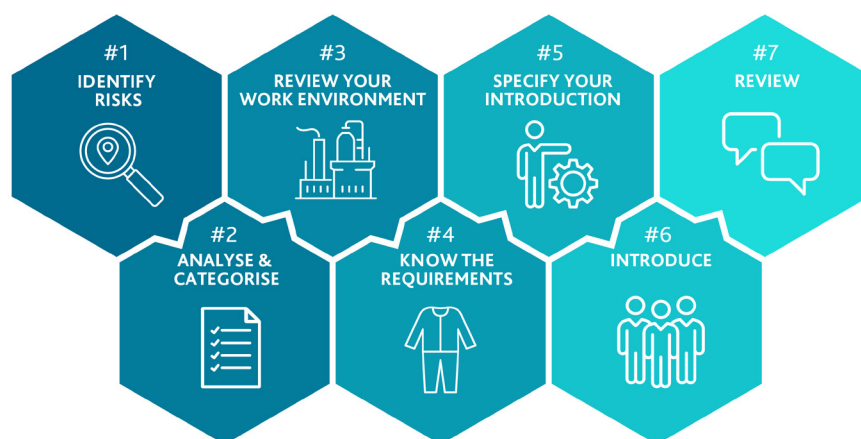 #1
IDENTIFY
RISKS
#2
ANALYSE &
CATEGORISE
#3
REVIEW YOUR
WORK ENVIRONMENT
#4
KNOW THE
REQUIREMENTS
#5
SPECIFY YOUR
INTRODUCTION
#6
INTRODUCE
#7
REVIEW